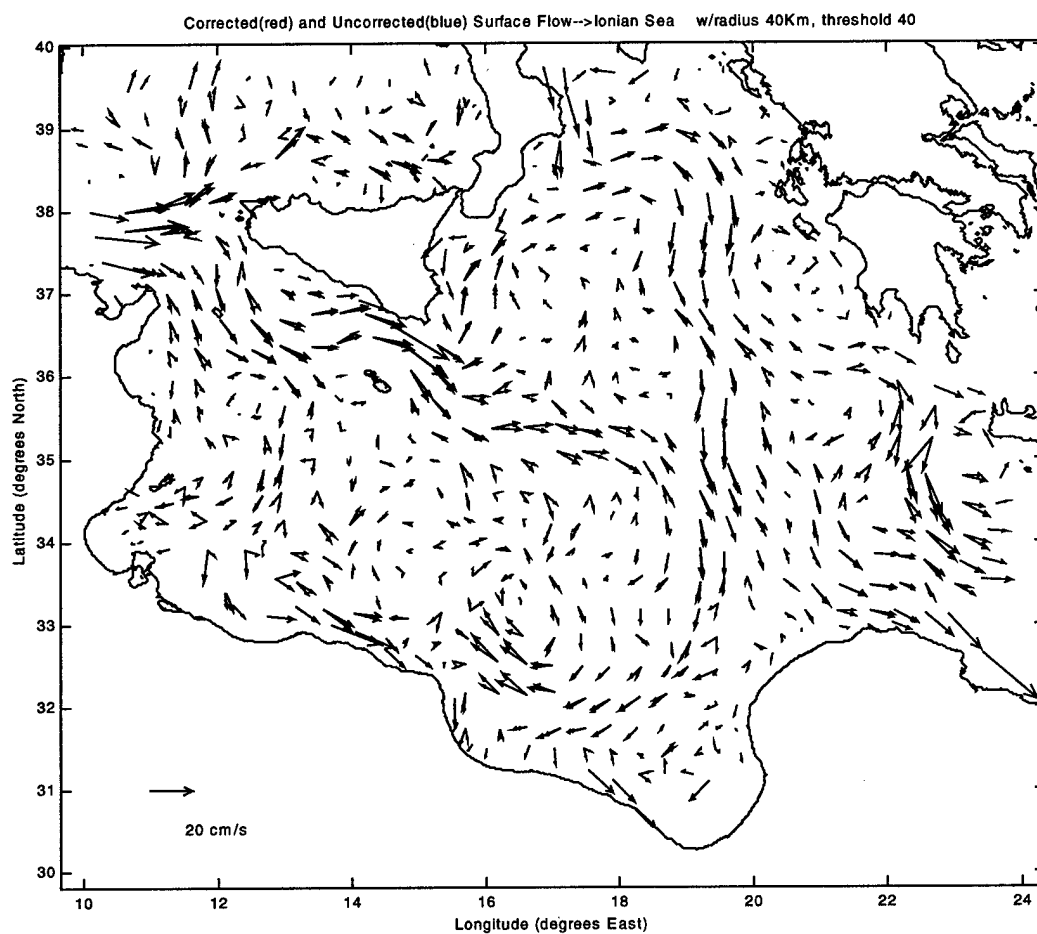 Corrected(red) and Uncorrected(blue) Surface Flow-->Ionian Sea w/radius 40Km, threshold 40
40
39
38
37
36
35
34
33
32
31
30
Latitude (degrees North)
20 cm/s
10 12 14 16 18 20 22 24
Longitude (degrees East)